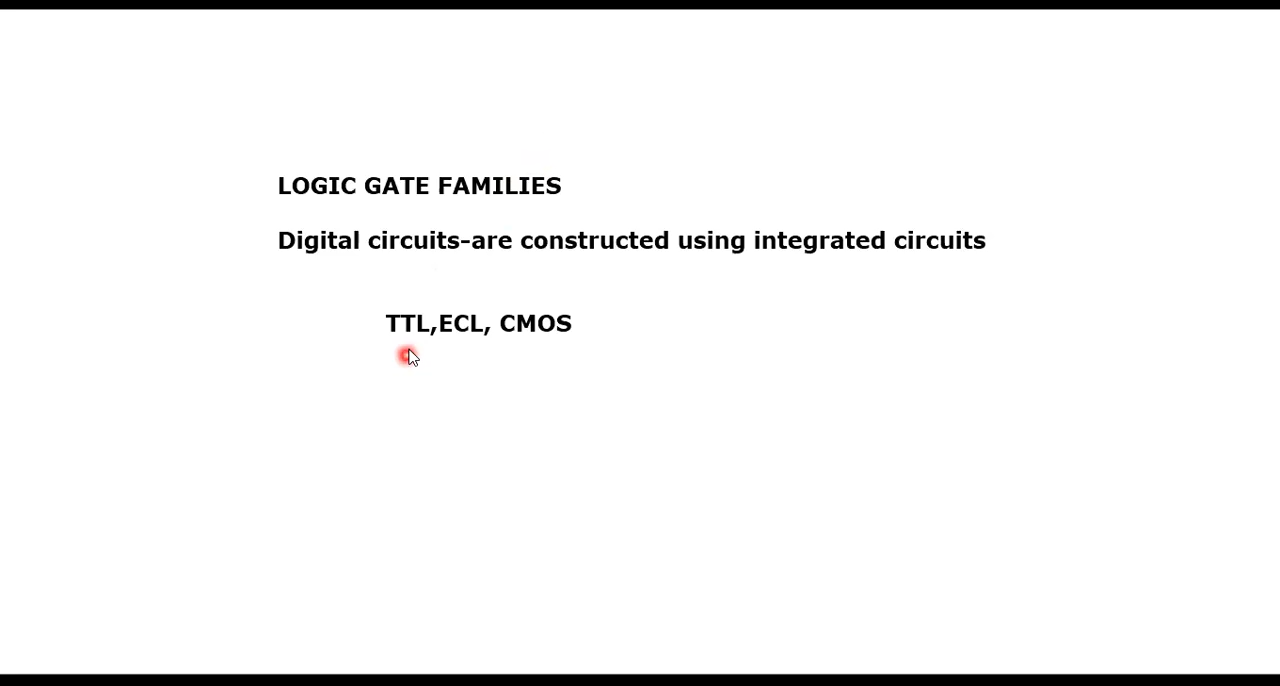 LOGIC GATE FAMILIES
Digital circuits-are constructed using integrated circuits
TTL,ECL, CMOS